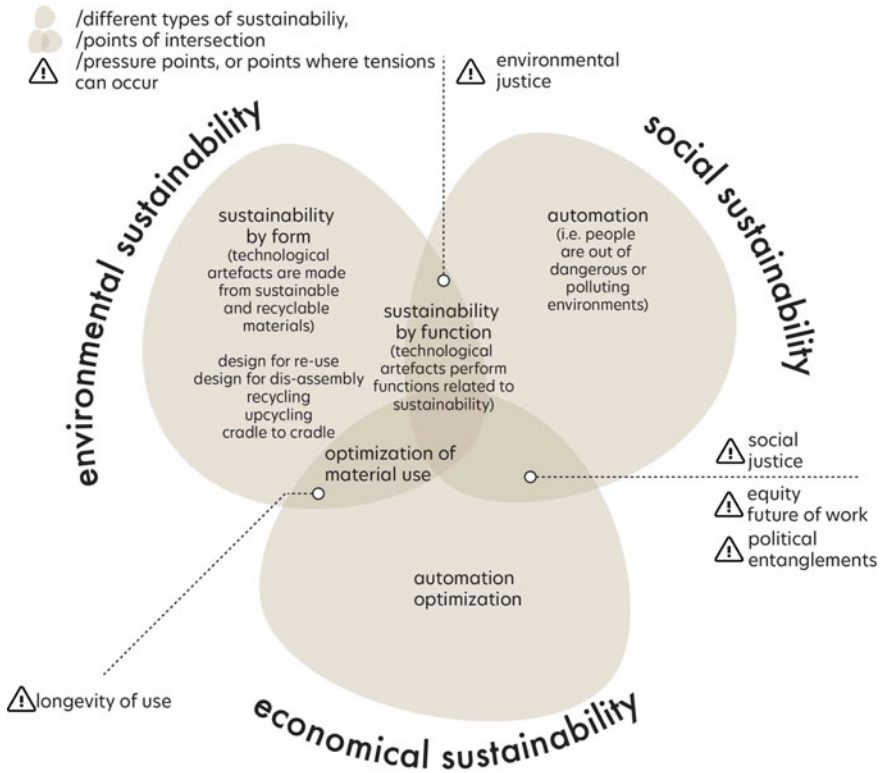 /different types of sustainabiliy,
/points of intersection
/pressure points, or points where tensions
can occur
environmental
justice
environmental sustainability
social sustainability
sustainability
by form
(technological
artefacts are made
from sustainable
and recyclable
materials)
design for re-use
design for dis-assembly
recycling
upcycling
cradle to cradle
automation
(i.e. people
are out of
dangerous or
polluting
environments)
sustainability
by function
(technological
artefacts perform
functions related to
sustainability)
optimization of
material use
social
justice
equity
future of work
political
entanglements
automation
optimization
longevity of use
economical sustainability